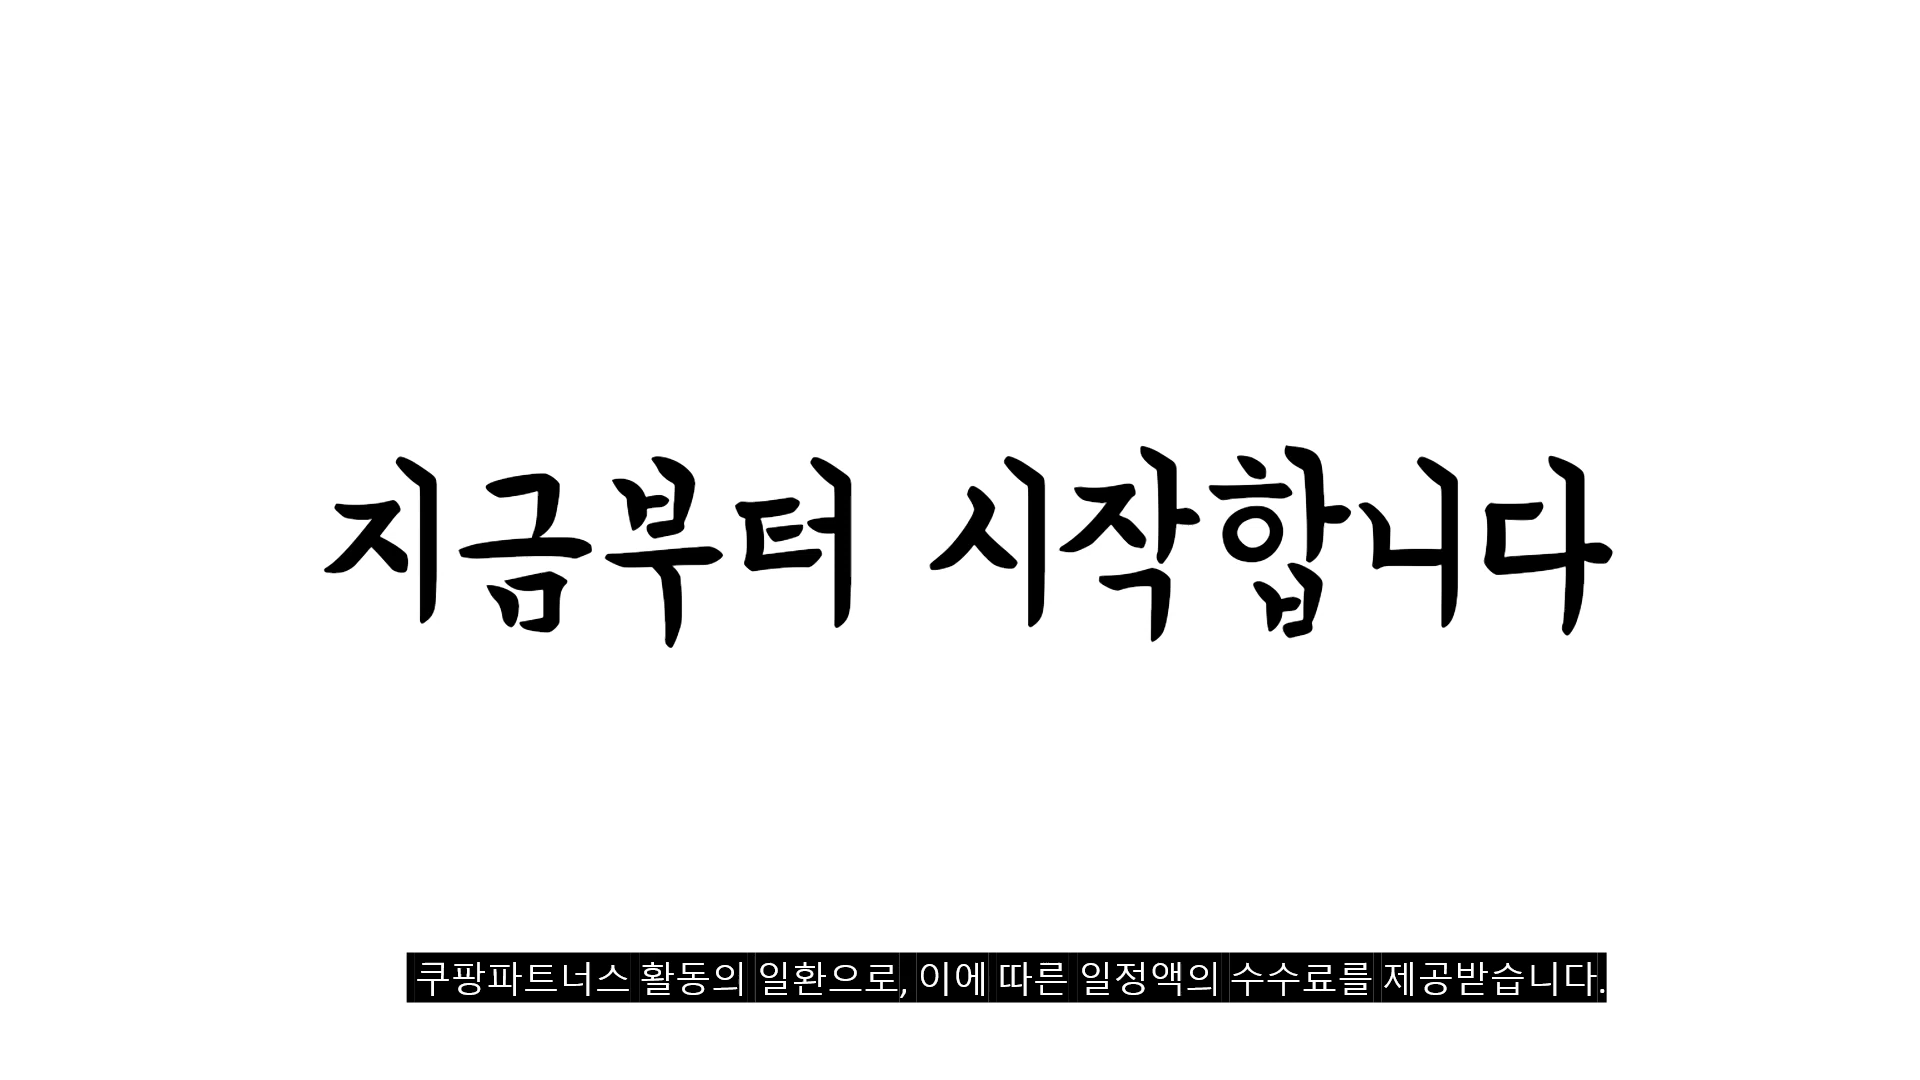 지금부터 시작합니다
쿠팡파트너스 활동의 일환으로, 이에 따른 일정액의 수수료를 제공받습니다.